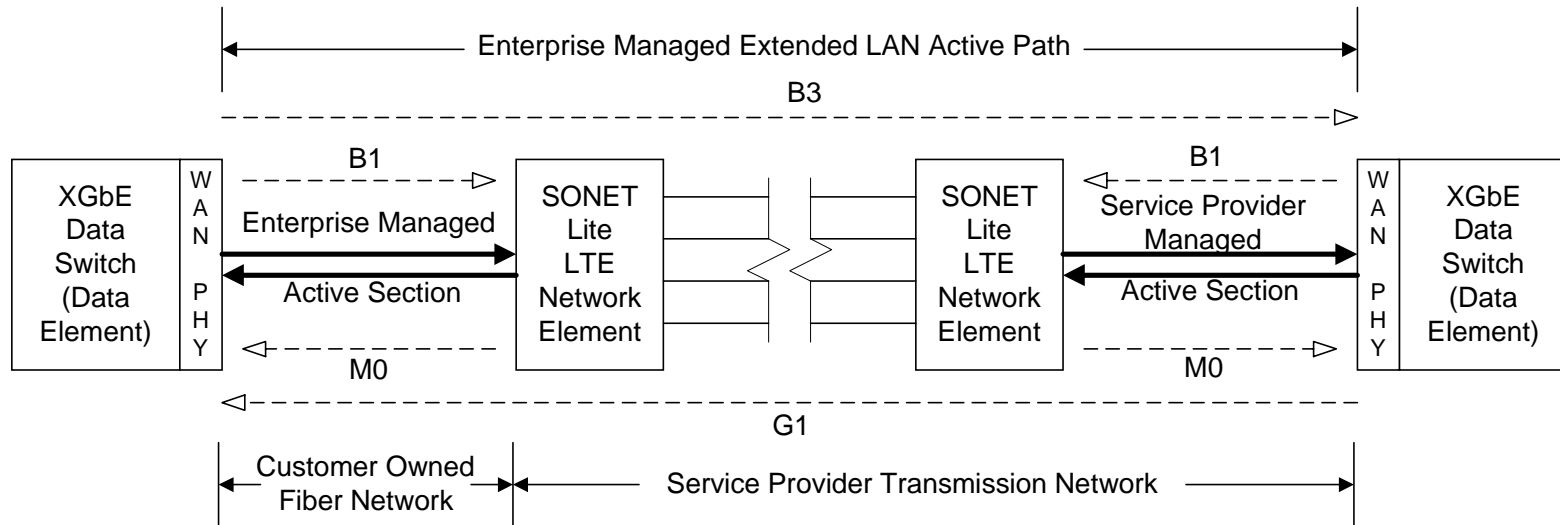 Enterprise Managed Extended LAN Active Path
B3
XGbE
Data
Switch
(Data
Element)
W
A
N
P
H
Y
B1
Enterprise Managed
Active Section
M0
SONET
Lite
LTE
Network
Element
SONET
Lite
LTE
Network
Element
B1
Service Provider
Managed
Active Section
M0
W
A
N
P
H
Y
XGbE
Data
Switch
(Data
Element)
G1
Customer Owned
Fiber Network
Service Provider Transmission Network